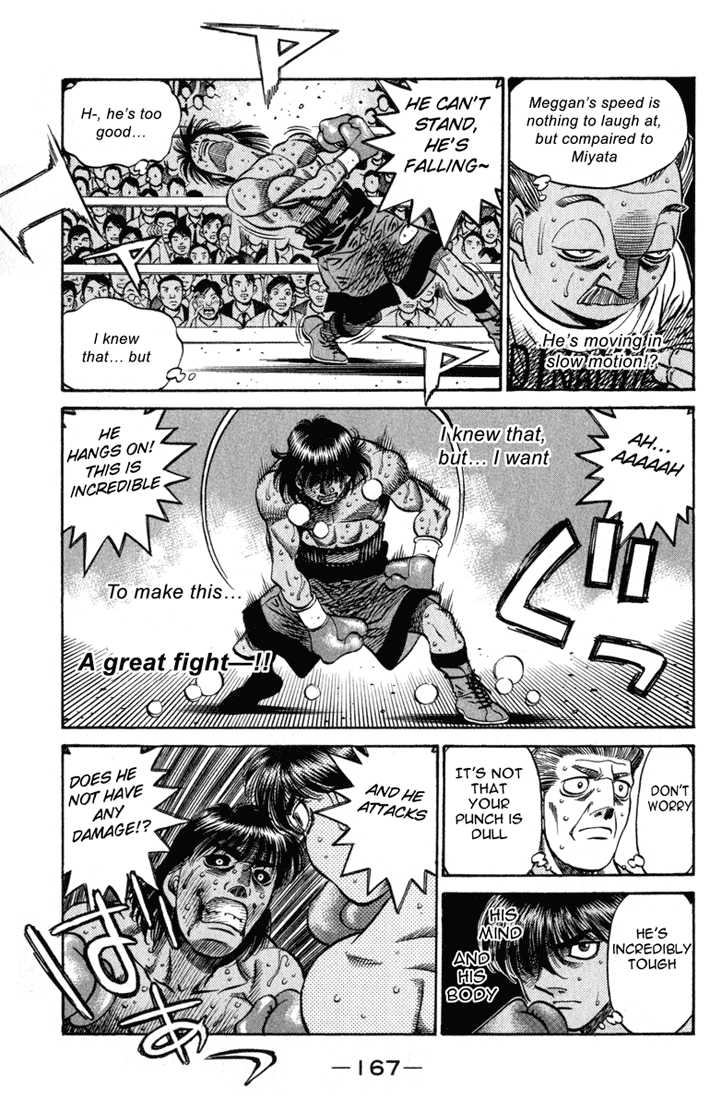 Meggan's speed is
nothing to laugh at,
but compaired to
Miyata
He's moving in
slow motion!?
HE CAN'T
STAND,
HE'S
FALLING~
H-, he's too
good...
I knew
that... but
AH...
AAAAAH
I knew that,
but... I want
HE
HANGS ON!
THIS IS
INCREDIBLE
To make this...
A great fight—!!
DON'T
WORRY
IT'S NOT
THAT
YOUR
PUNCH IS
DULL
HE'S
INCREDIBLY
TOUGH
HIS
MIND
AND
HIS
BODY
AND HE
ATTACKS
DOES HE
NOT HAVE
ANY
DAMAGE!?
—167—